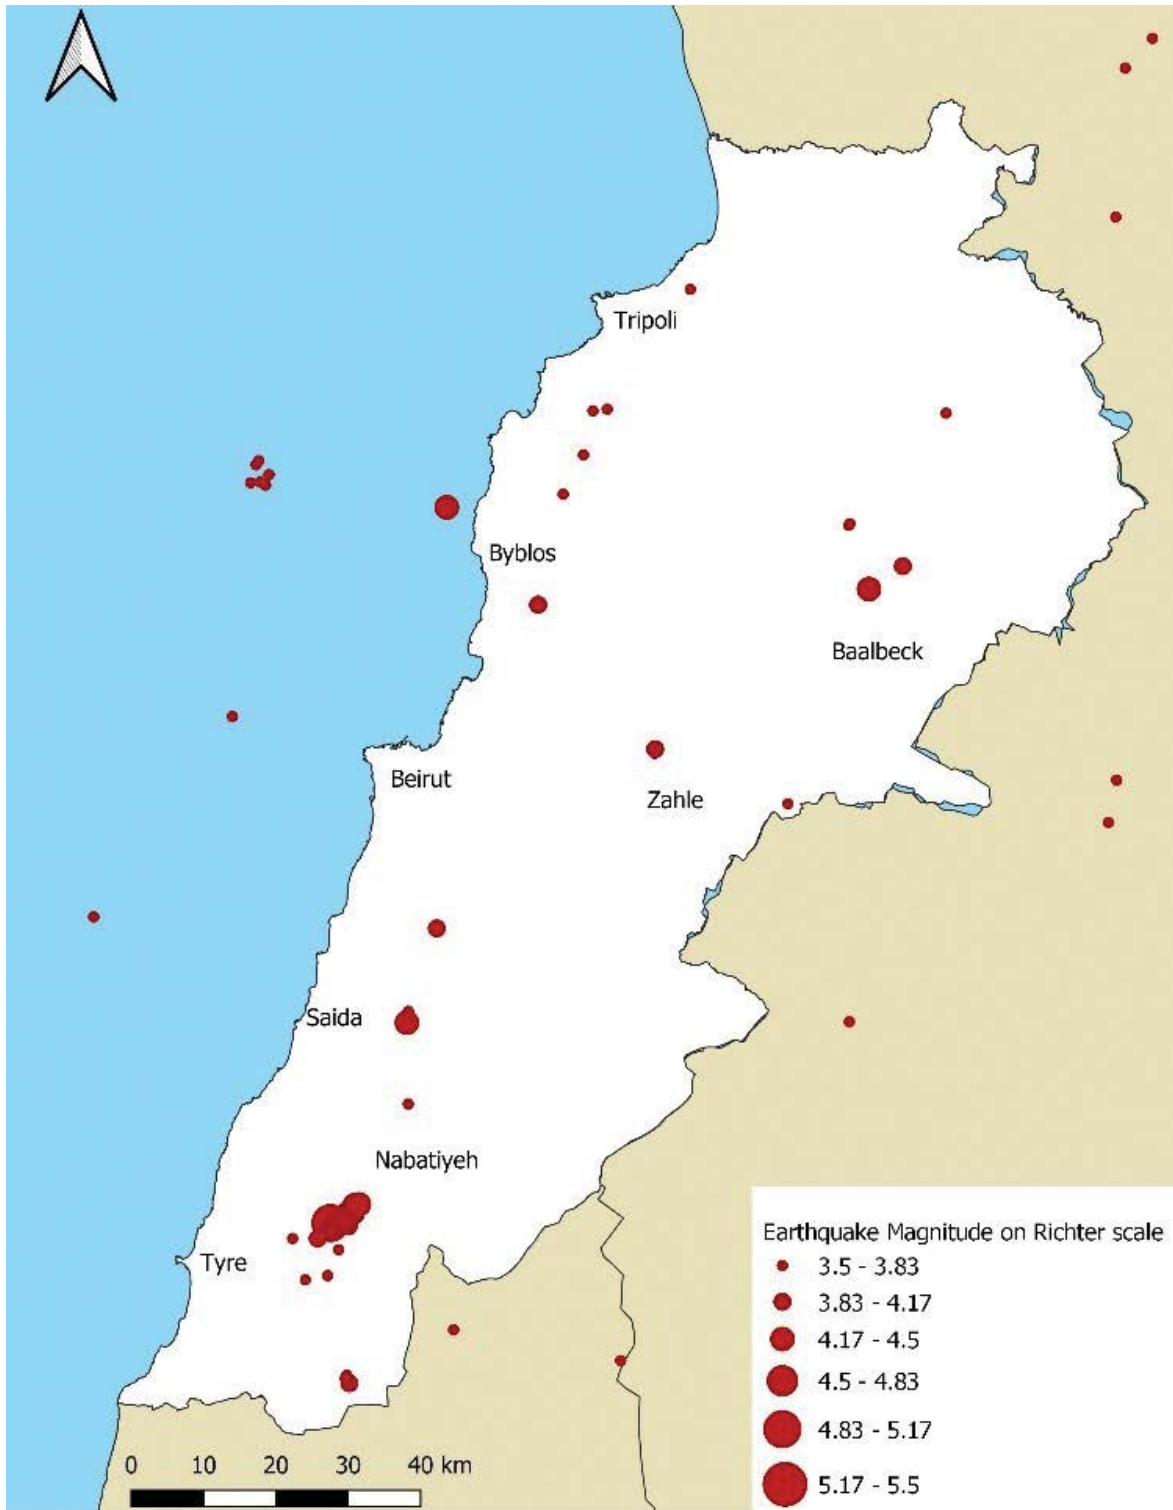 Tripoli
Byblos
Baalbeck
Beirut
Zahle
Saida
Nabatiyeh
Tyre
Earthquake Magnitude on Richter scale
3.5 - 3.83
3.83 - 4.17
4.17 - 4.5
4.5 - 4.83
4.83 - 5.17
5.17 - 5.5
0 10 20 30 40 km